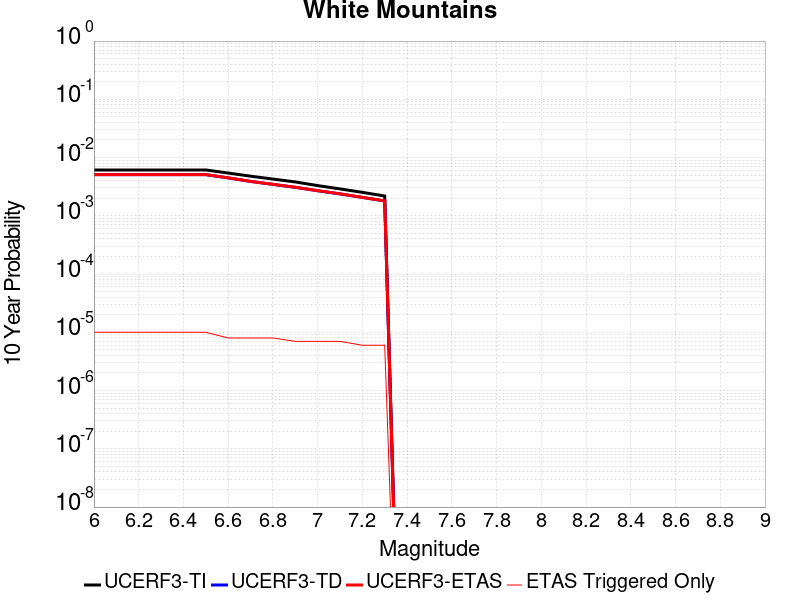 White Mountains
10^0
10^-1
10^-2
10^-3
10^-4
10^-5
10^-6
10^-7
10^-8
10 Year Probability
6 6.2 6.4 6.6 6.8 7 7.2 7.4 7.6 7.8 8 8.2 8.4 8.6 8.8 9
Magnitude
UCERF3-TI UCERF3-TD UCERF3-ETAS ETAS Triggered Only